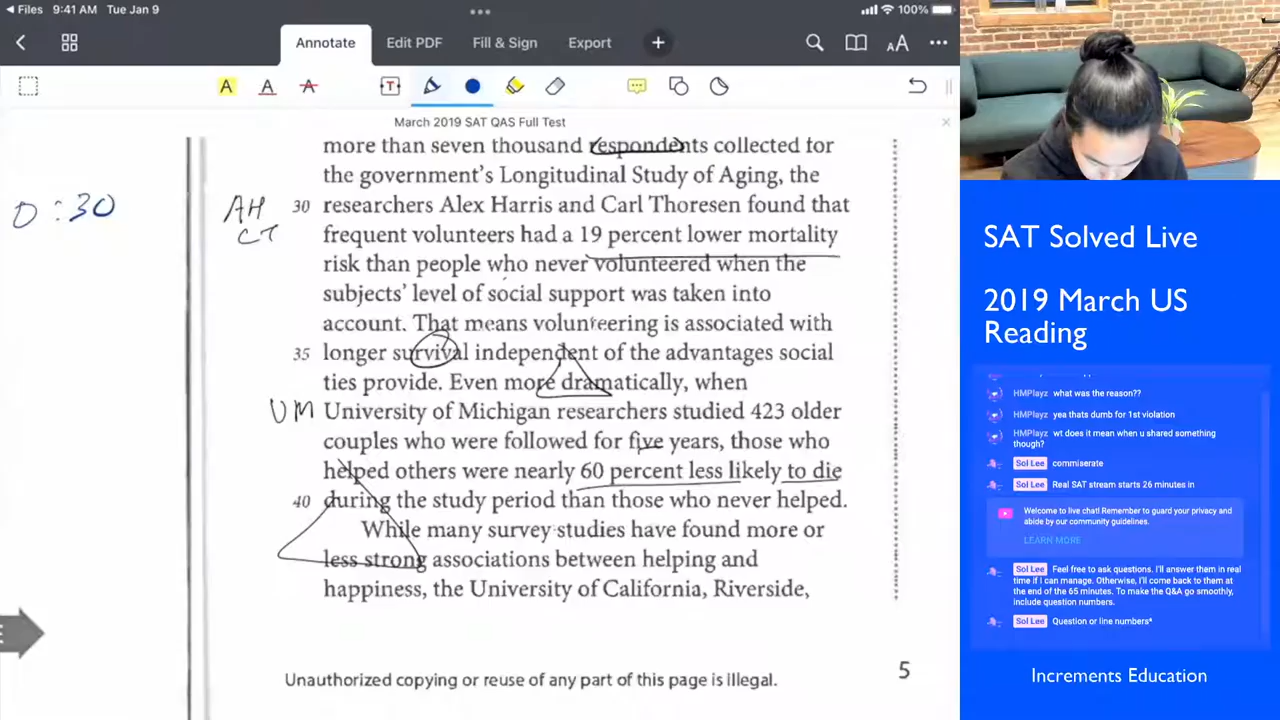 Files 9:41 AM Tue Jan 9
100%
Annotate Edit PDF Fill & Sign Export
March 2019 SAT QAS Full Test
more than seven thousand respondents collected for
the government's Longitudinal Study of Aging, the
30 researchers Alex Harris and Carl Thoresen found that
frequent volunteers had a 19 percent lower mortality
risk than people who never volunteered when the
subjects' level of social support was taken into
account. That means volunteering is associated with
35 longer survival independent of the advantages social
ties provide. Even more dramatically, when
University of Michigan researchers studied 423 older
couples who were followed for five years, those who
helped others were nearly 60 percent less likely to die
40 during the study period than those who never helped.
While many survey studies have found more or
less strong associations between helping and
happiness, the University of California, Riverside,
0:30
AH
CT
UM
Unauthorized copying or reuse of any part of this page is illegal.
5
SAT Solved Live
2019 March US
Reading
HMPlayz what was the reason??
HMPlayz yea thats dumb for 1st violation
HMPlayz wt does it mean when u shared something
though?
Sol Lee commiserate
Sol Lee Real SAT stream starts 26 minutes in
Welcome to live chat! Remember to guard your privacy and
abide by our community guidelines.
LEARN MORE
Sol Lee Feel free to ask questions. I'll answer them in real
time if I can manage. Otherwise, I'll come back to them at
the end of the 65 minutes. To make the Q&A go smoothly,
include question numbers.
Sol Lee Question or line numbers*
Increments Education